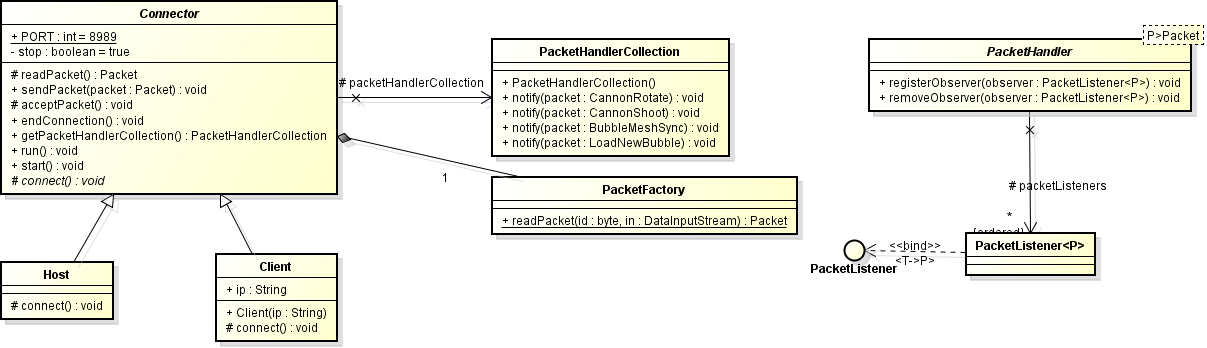 Connector
+ PORT : int = 8989
- stop : boolean = true
# readPacket() : Packet
+ sendPacket(packet : Packet) : void
# acceptPacket() : void
+ endConnection() : void
+ getPacketHandlerCollection() : PacketHandlerCollection
+ run() : void
+ start() : void
# connect() : void
# packetHandlerCollection
PacketHandlerCollection
+ PacketHandlerCollection()
+ notify(packet : CannonRotate) : void
+ notify(packet : CannonShoot) : void
+ notify(packet : BubbleMeshSync) : void
+ notify(packet : LoadNewBubble) : void
1
PacketFactory
+ readPacket(id : byte, in : DataInputStream) : Packet
Host
# connect() : void
Client
+ ip : String
+ Client(ip : String)
# connect() : void
P>Packet
PacketHandler
+ registerObserver(observer : PacketListener<P>) : void
+ removeObserver(observer : PacketListener<P>) : void
# packetListeners
*
{ordered}
PacketListener<P>
<<bind>>
<T->P>
PacketListener